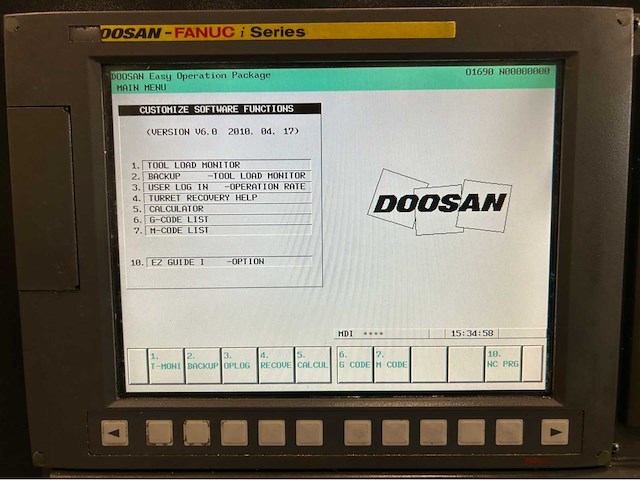 DOOSAN-FANUC i Series
DOOSAN Easy Operation Package
O1690 N00000000
MAIN MENU
CUSTOMIZE SOFTWARE FUNCTIONS
(VERSION V6.0 2010. 04. 17)
1. TOOL LOAD MONITOR
2. BACKUP -TOOL LOAD MONITOR
3. USER LOG IN -OPERATION RATE
4. TURRET RECOVERY HELP
5. CALCULATOR
6. G-CODE LIST
7. M-CODE LIST
10. EZ GUIDE I -OPTION
DOOSAN
MDI ****
15:34:58
1. T-MONI
2. BACKUP
3. OPLOG
4. RECOVE
5. CALCUL
6. G CODE
7. M CODE
10. NC PRG